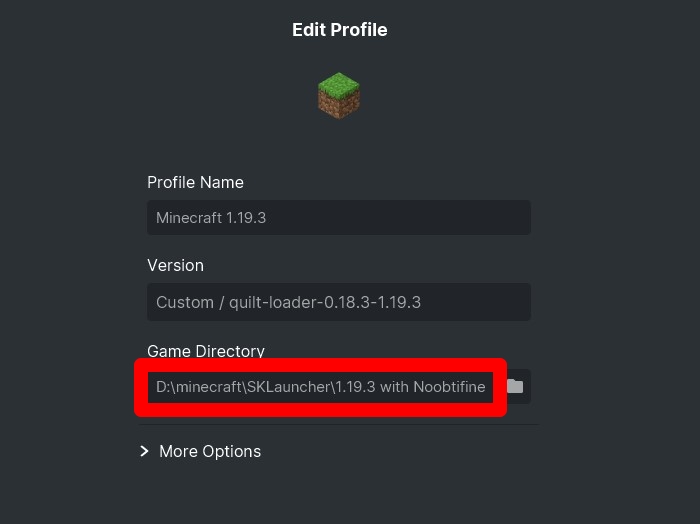 Edit Profile
Profile Name
Minecraft 1.19.3
Version
Custom / quilt-loader-0.18.3-1.19.3
Game Directory
D:\minecraft\SKLauncher\1.19.3 with Noobtifine
More Options